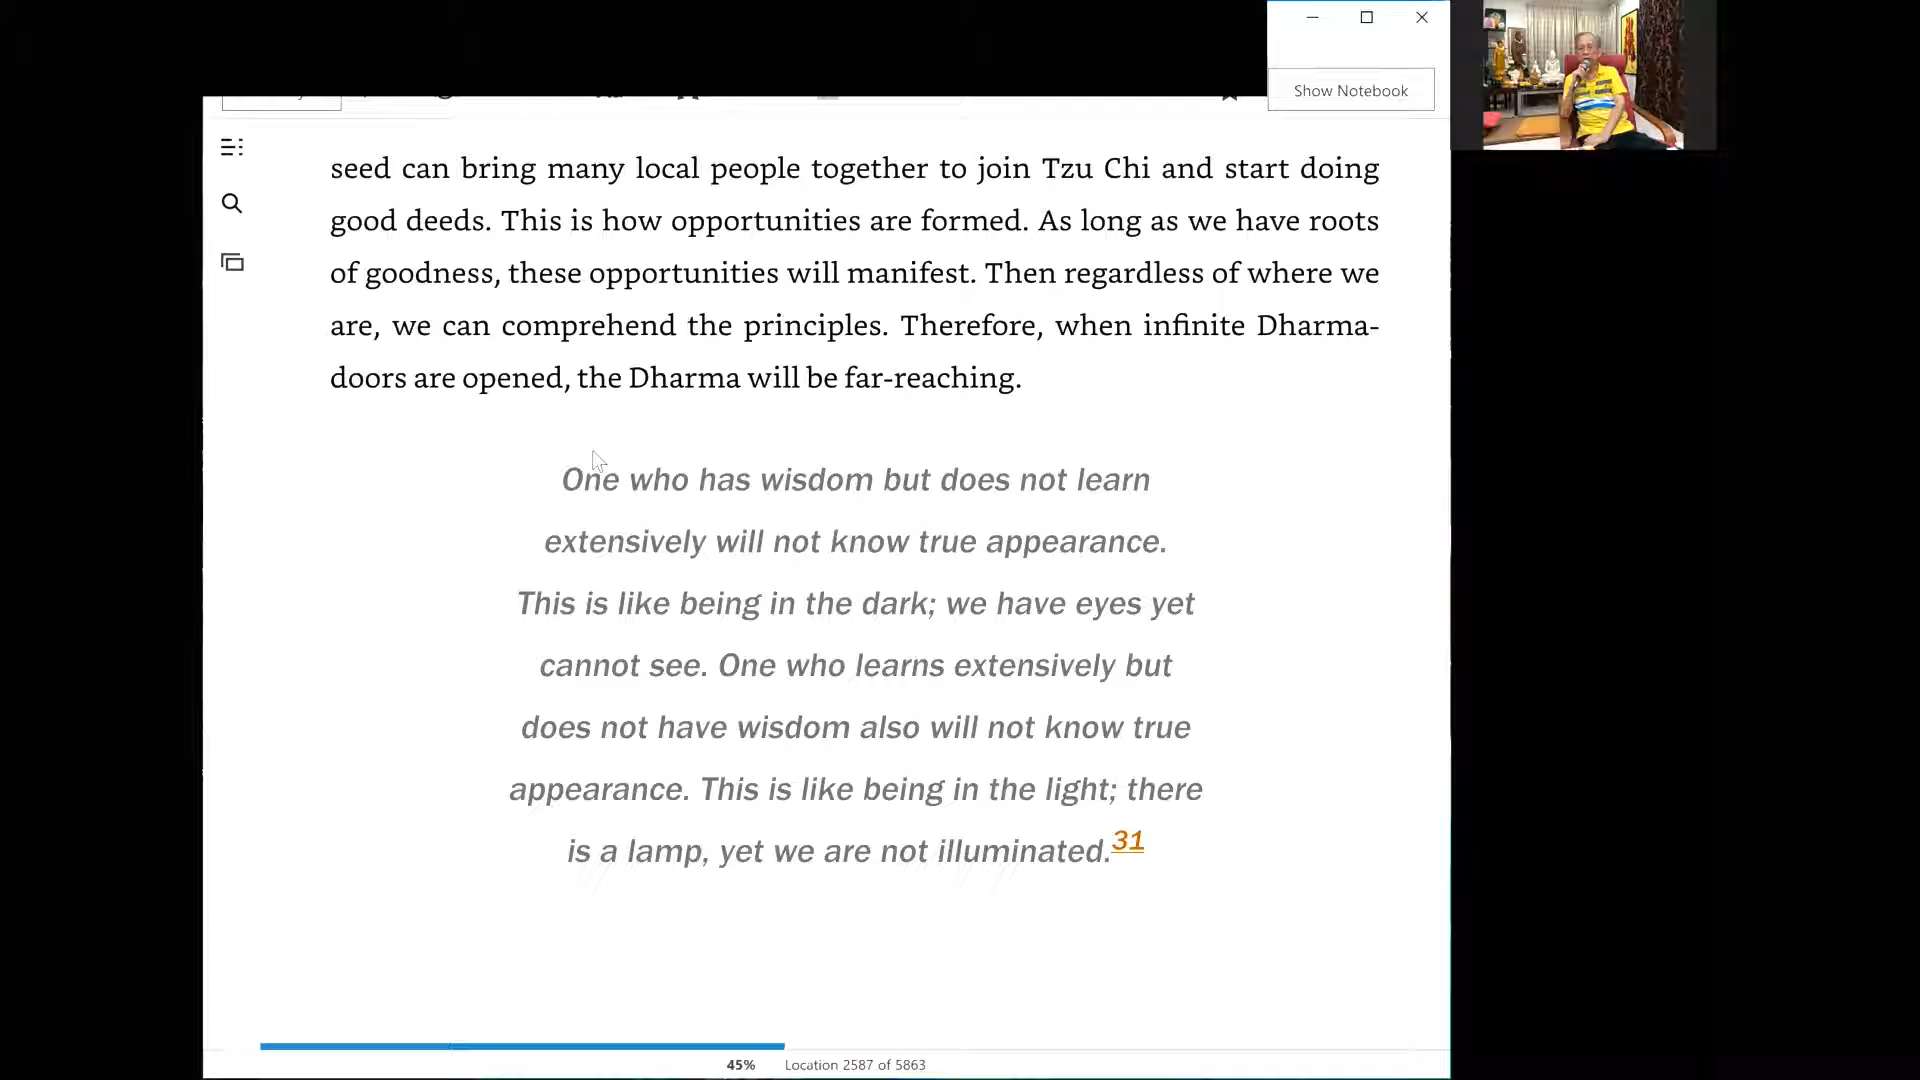 Show Notebook
seed can bring many local people together to join Tzu Chi and start doing
good deeds. This is how opportunities are formed. As long as we have roots
of goodness, these opportunities will manifest. Then regardless of where we
are, we can comprehend the principles. Therefore, when infinite Dharma-
doors are opened, the Dharma will be far-reaching.
One who has wisdom but does not learn
extensively will not know true appearance.
This is like being in the dark; we have eyes yet
cannot see. One who learns extensively but
does not have wisdom also will not know true
appearance. This is like being in the light; there
is a lamp, yet we are not illuminated.31
45% Location 2587 of 5863